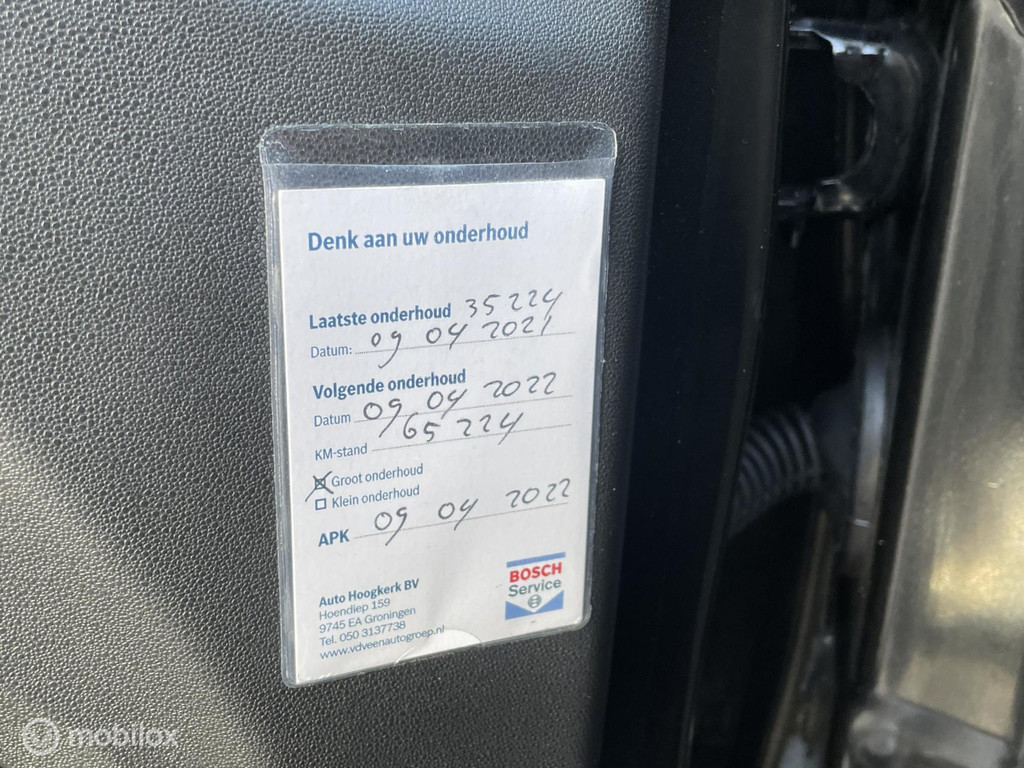 Denk aan uw onderhoud
Laatste onderhoud 35224
Datum: 09 04 2021
Volgende onderhoud
Datum 09 04 2022
KM-stand 65 224
Groot onderhoud
Klein onderhoud
APK 09 04 2022
Auto Hoogkerk BV
Hoendiep 159
9745 EA Groningen
Tel. 050 3137738
www.vdveenautogroep.nl
BOSCH
Service
mobilox